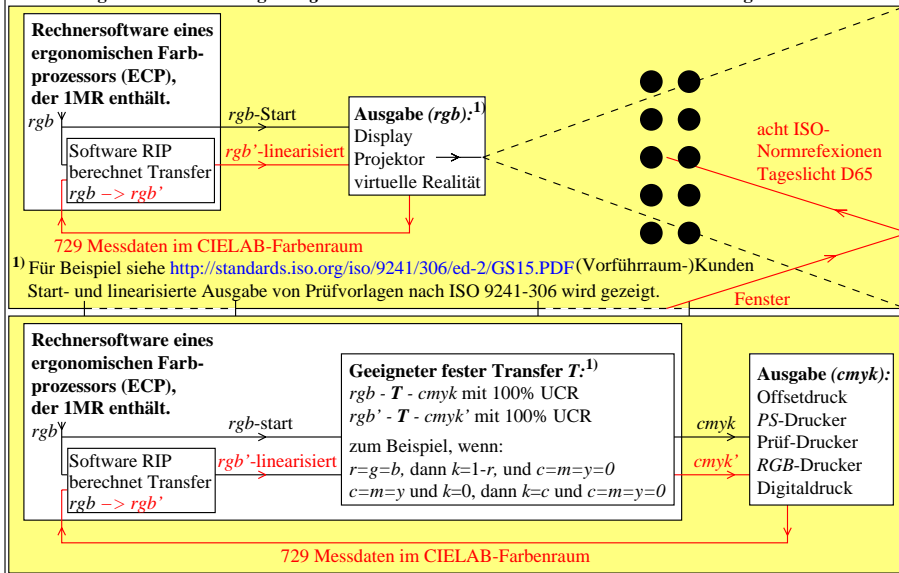 Rechnersoftware eines
ergonomischen Farb-
prozessors (ECP),
der 1MR enthält.
rgb
rgb-Start
Software RIP
berechnet Transfer
rgb –> rgb’
rgb’-linearisiert
Ausgabe (rgb):1)
Display
Projektor
virtuelle Realität
acht ISO-
Normrefexionen
Tageslicht D65
729 Messdaten im CIELAB-Farbenraum
1) Für Beispiel siehe http://standards.iso.org/iso/9241/306/ed-2/GS15.PDF (Vorführraum-)Kunden
Start- und linearisierte Ausgabe von Prüfvorlagen nach ISO 9241-306 wird gezeigt.
Fenster
Rechnersoftware eines
ergonomischen Farb-
prozessors (ECP),
der 1MR enthält.
rgb
rgb-start
Software RIP
berechnet Transfer
rgb –> rgb’
rgb’-linearisiert
Geeigneter fester Transfer T:1)
rgb - T - cmyk mit 100% UCR
rgb’ - T - cmyk’ mit 100% UCR
zum Beispiel, wenn:
r=g=b, dann k=1-r, und c=m=y=0
c=m=y und k=0, dann k=c und c=m=y=0
cmyk
cmyk’
Ausgabe (cmyk):
Offsetdruck
PS-Drucker
Prüf-Drucker
RGB-Drucker
Digitaldruck
729 Messdaten im CIELAB-Farbenraum